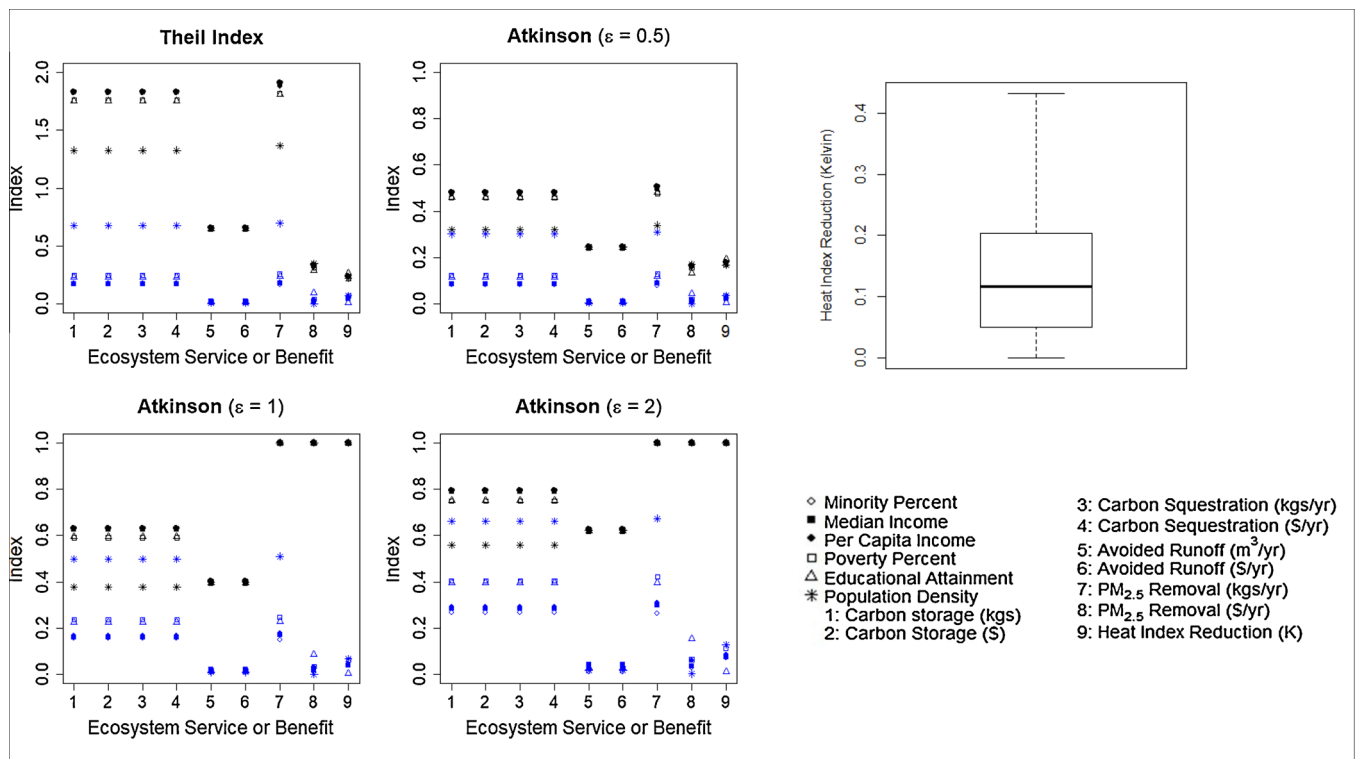 Theil Index
2.0
1.5
1.0
0.5
0.0
Index
1 2 3 4 5 6 7 8 9
Ecosystem Service or Benefit
Atkinson (ε = 0.5)
1.0
0.8
0.6
0.4
0.2
0.0
Index
1 2 3 4 5 6 7 8 9
Ecosystem Service or Benefit
Heat Index Reduction (Kelvin)
0.4
0.3
0.2
0.1
0.0
Atkinson (ε = 1)
1.0
0.8
0.6
0.4
0.2
0.0
Index
1 2 3 4 5 6 7 8 9
Ecosystem Service or Benefit
Atkinson (ε = 2)
1.0
0.8
0.6
0.4
0.2
0.0
Index
1 2 3 4 5 6 7 8 9
Ecosystem Service or Benefit
Minority Percent
Median Income
Per Capita Income
Poverty Percent
Educational Attainment
Population Density
1: Carbon storage (kgs)
2: Carbon Storage ($)
3: Carbon Squestration (kgs/yr)
4: Carbon Sequestration ($/yr)
5: Avoided Runoff (m³/yr)
6: Avoided Runoff ($/yr)
7: PM₂.₅ Removal (kgs/yr)
8: PM₂.₅ Removal ($/yr)
9: Heat Index Reduction (K)